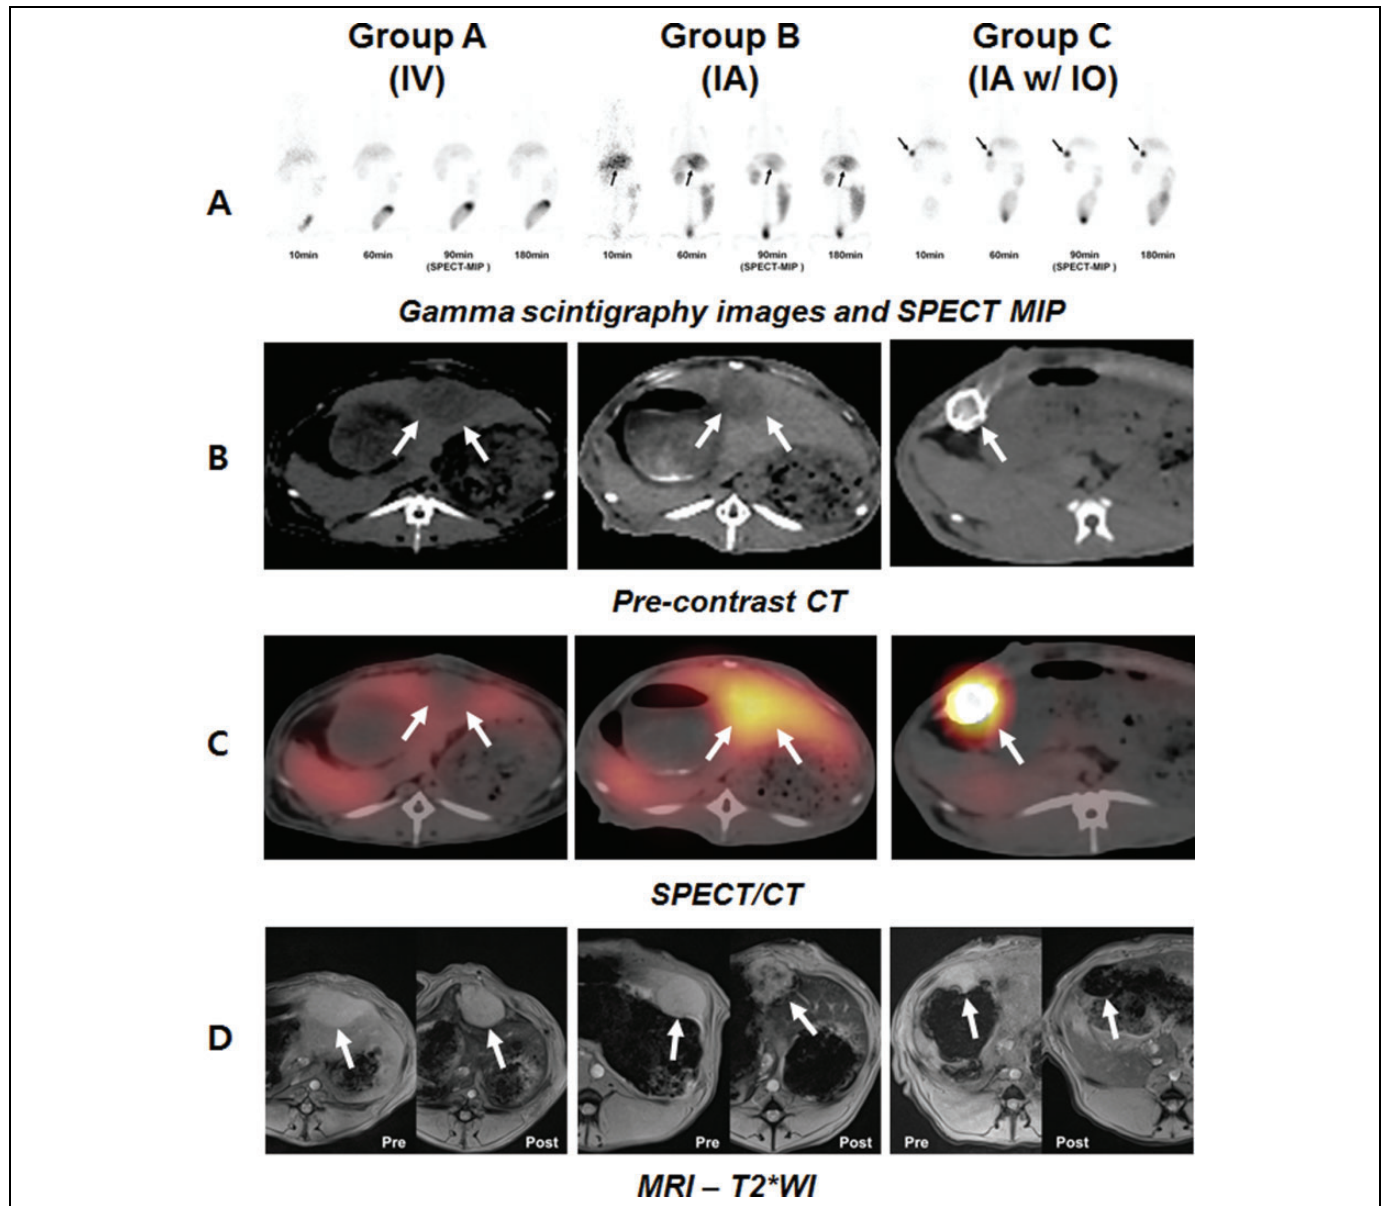 Group A
(IV)
Group B
(IA)
Group C
(IA w/ IO)
A
10min
60min
90min
(SPECT-MIP )
180min
10min
60min
90min
(SPECT-MIP )
180min
10min
60min
90min
(SPECT-MIP )
180min
Gamma scintigraphy images and SPECT MIP
B
Pre-contrast CT
C
SPECT/CT
D
Pre
Post
Pre
Post
Pre
Post
MRI – T2*WI